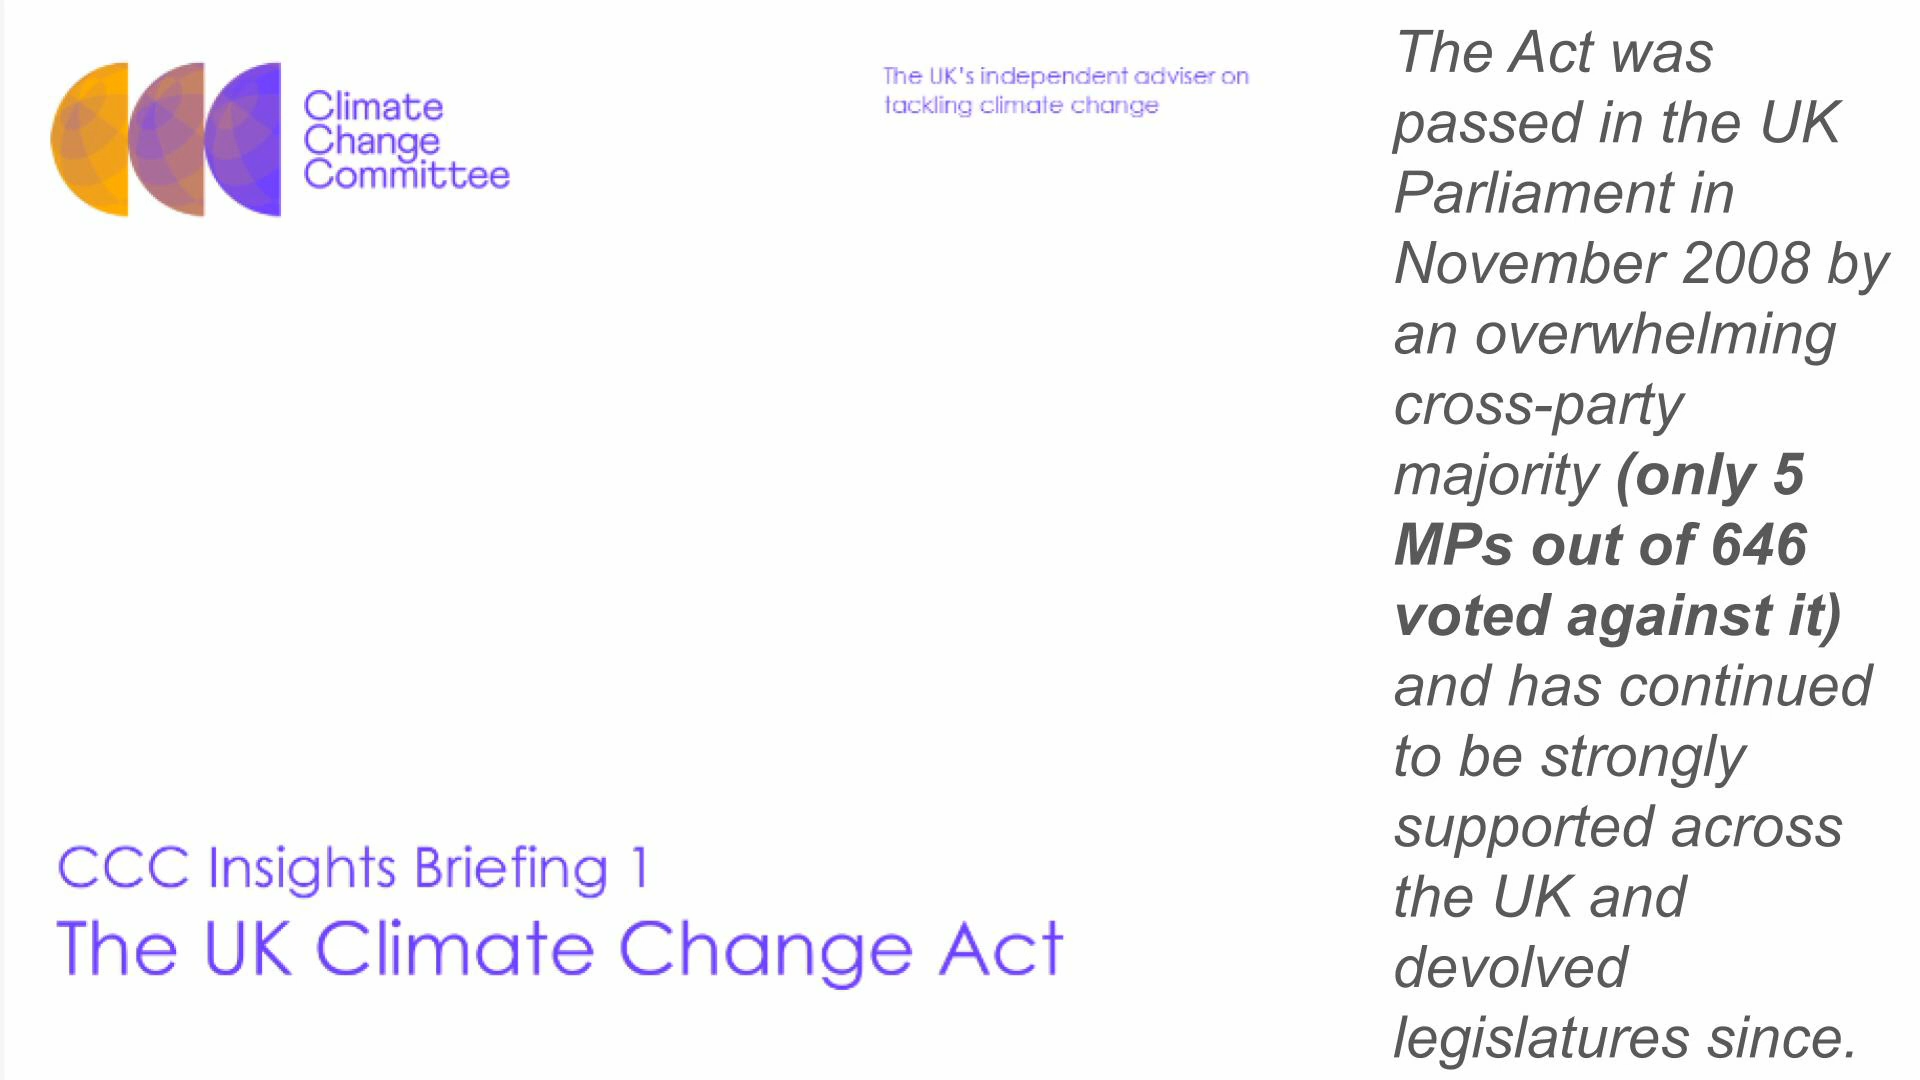 Climate
Change
Committee
The UK's independent adviser on
tackling climate change
CCC Insights Briefing 1
The UK Climate Change Act
The Act was
passed in the UK
Parliament in
November 2008 by
an overwhelming
cross-party
majority (only 5
MPs out of 646
voted against it)
and has continued
to be strongly
supported across
the UK and
devolved
legislatures since.